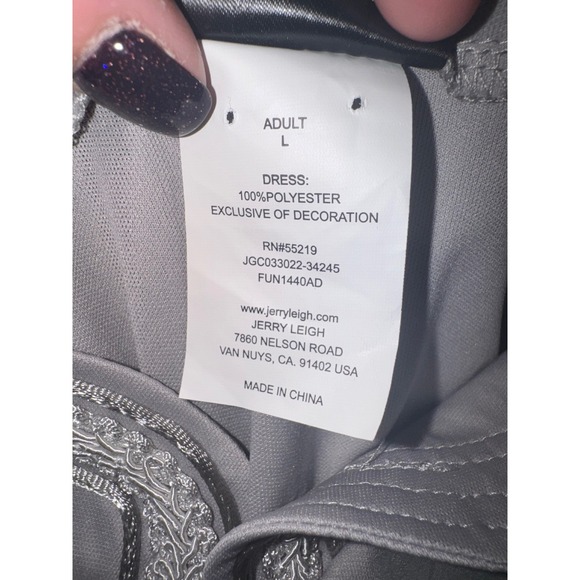 ADULT
L
DRESS:
100%POLYESTER
EXCLUSIVE OF DECORATION
RN#55219
JGC033022-34245
FUN1440AD
www.jerryleigh.com
JERRY LEIGH
7860 NELSON ROAD
VAN NUYS, CA. 91402 USA
MADE IN CHINA